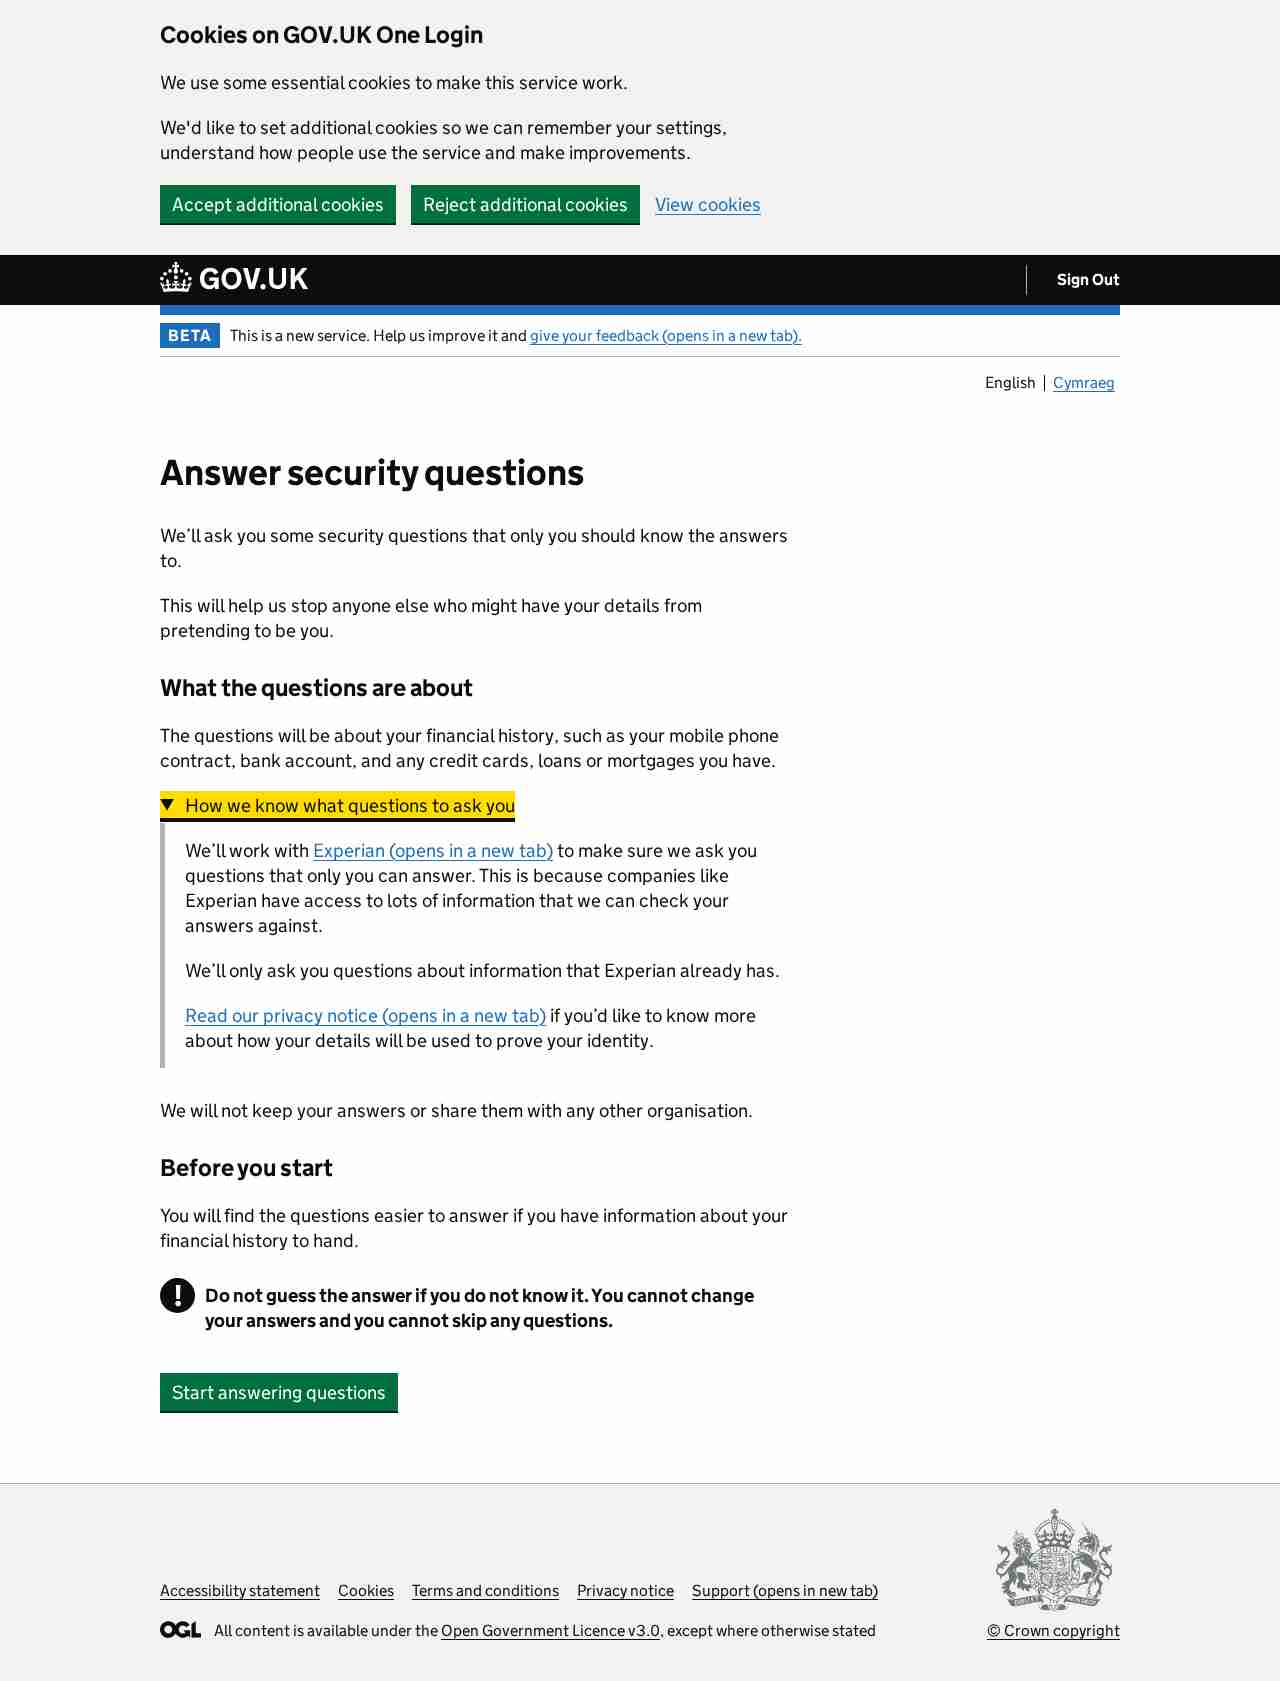 Cookies on GOV.UK One Login
We use some essential cookies to make this service work.
We'd like to set additional cookies so we can remember your settings,
understand how people use the service and make improvements.
Accept additional cookies
Reject additional cookies
View cookies
GOV.UK
Sign Out
BETA
This is a new service. Help us improve it and give your feedback (opens in a new tab).
English
Cymraeg
Answer security questions
We’ll ask you some security questions that only you should know the answers
to.
This will help us stop anyone else who might have your details from
pretending to be you.
What the questions are about
The questions will be about your financial history, such as your mobile phone
contract, bank account, and any credit cards, loans or mortgages you have.
How we know what questions to ask you
We’ll work with Experian (opens in a new tab) to make sure we ask you
questions that only you can answer. This is because companies like
Experian have access to lots of information that we can check your
answers against.
We’ll only ask you questions about information that Experian already has.
Read our privacy notice (opens in a new tab) if you’d like to know more
about how your details will be used to prove your identity.
We will not keep your answers or share them with any other organisation.
Before you start
You will find the questions easier to answer if you have information about your
financial history to hand.
! Do not guess the answer if you do not know it. You cannot change
your answers and you cannot skip any questions.
Start answering questions
Accessibility statement
Cookies
Terms and conditions
Privacy notice
Support (opens in new tab)
OGL
All content is available under the Open Government Licence v3.0, except where otherwise stated
© Crown copyright